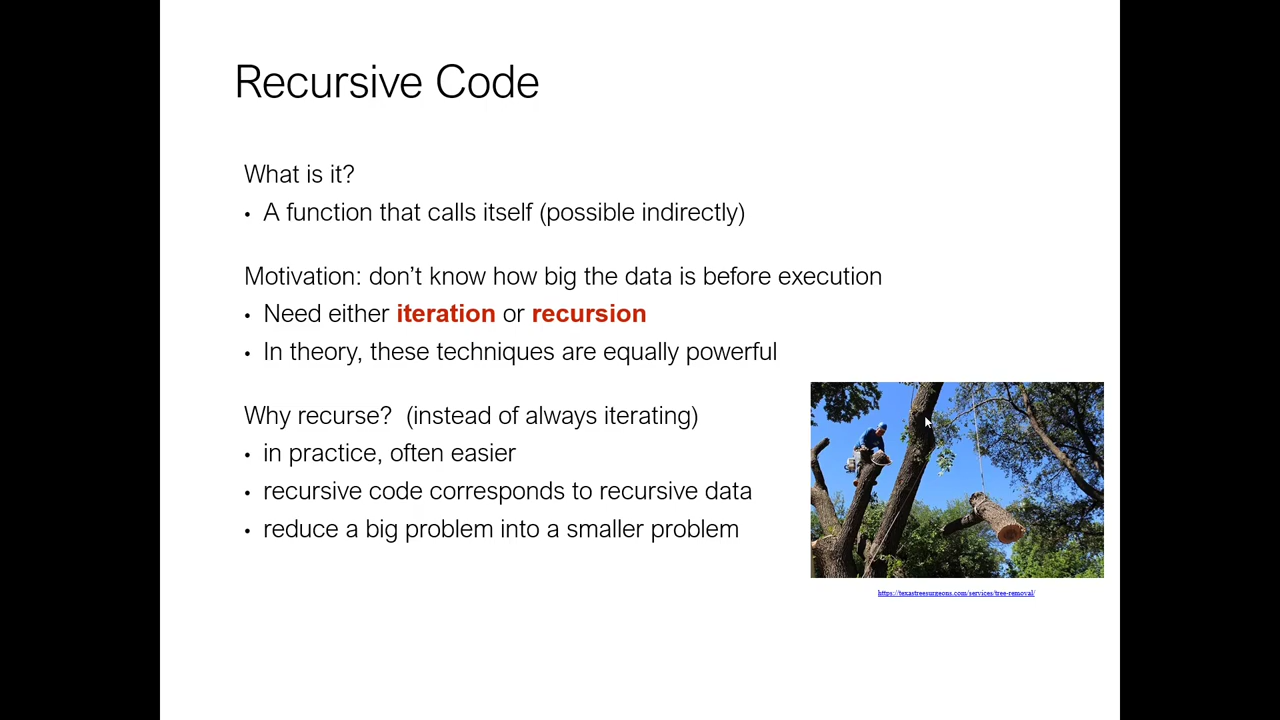 Recursive Code
What is it?
• A function that calls itself (possible indirectly)
Motivation: don’t know how big the data is before execution
• Need either iteration or recursion
• In theory, these techniques are equally powerful
Why recurse?  (instead of always iterating)
• in practice, often easier
• recursive code corresponds to recursive data
• reduce a big problem into a smaller problem
https://texastreesurgeons.com/services/tree-removal/